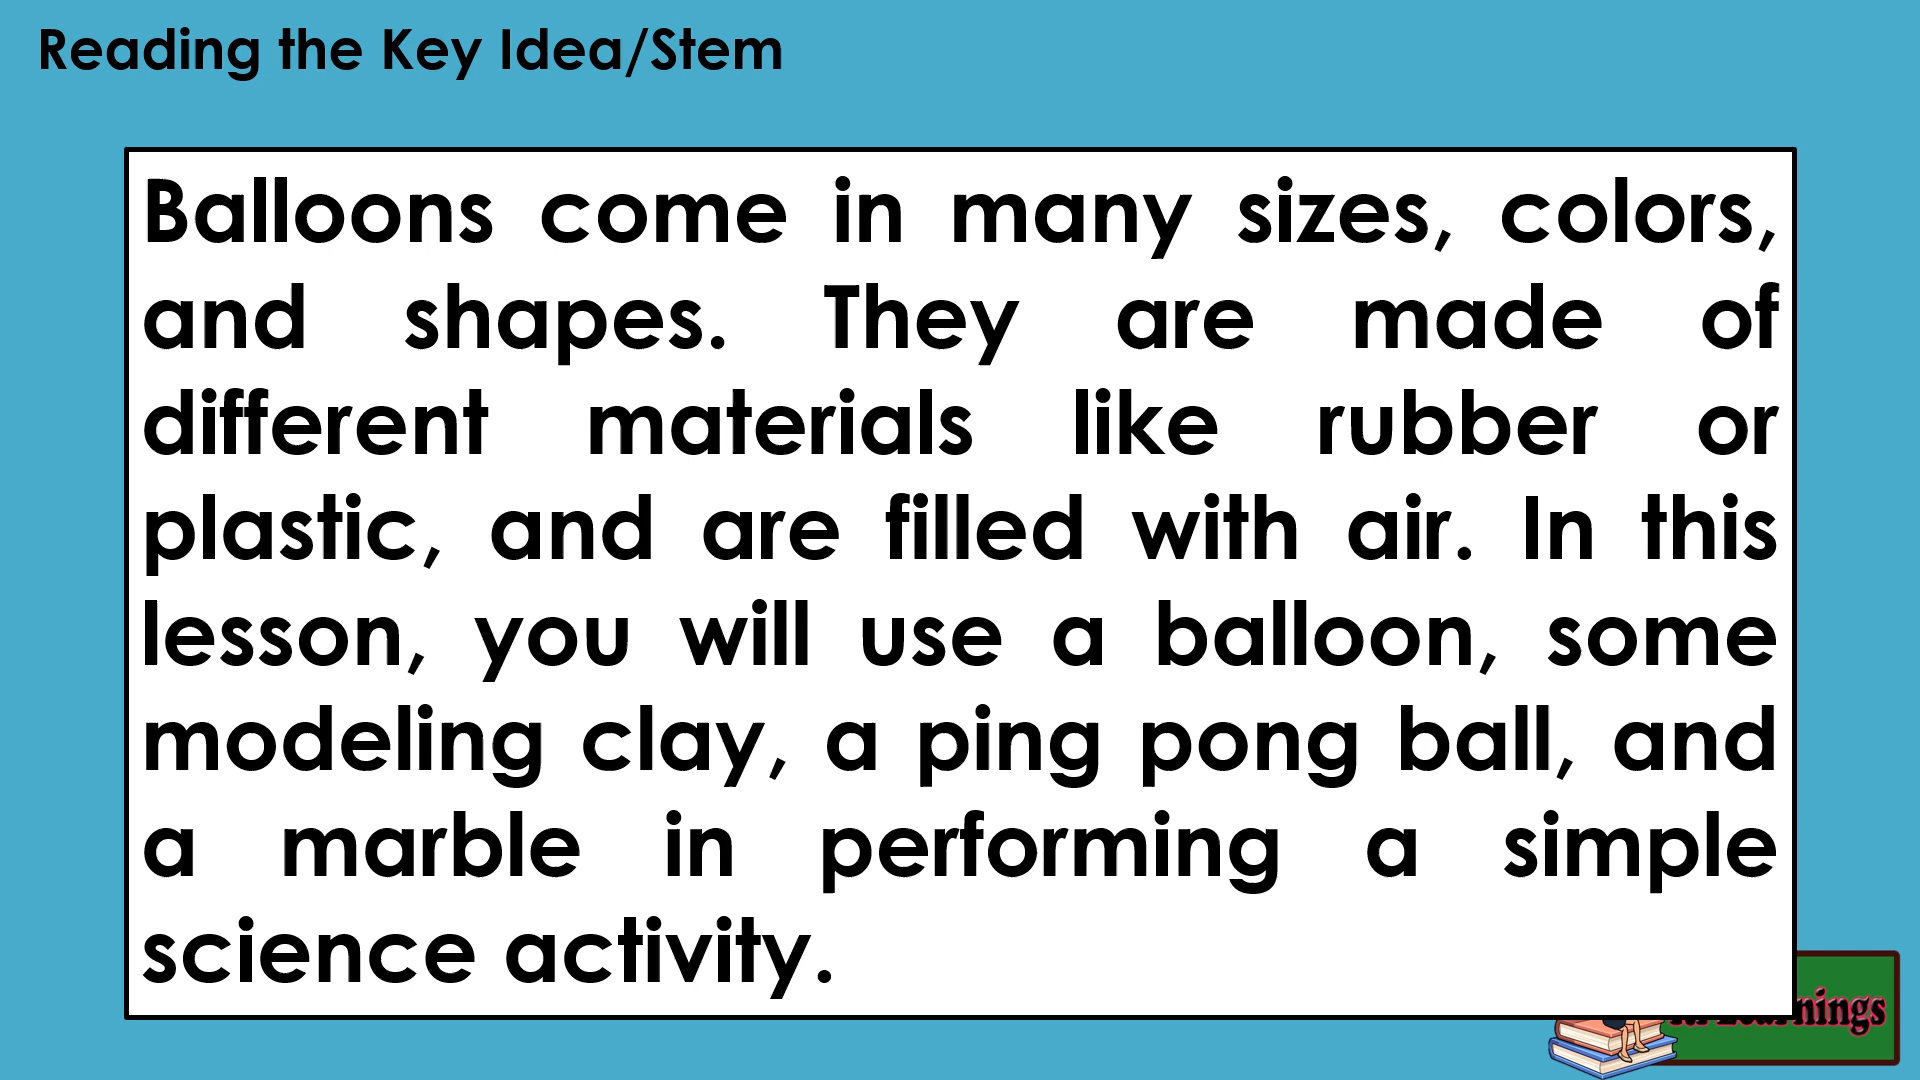 Reading the Key Idea/Stem
Balloons come in many sizes, colors,
and shapes. They are made of
different materials like rubber or
plastic, and are filled with air. In this
lesson, you will use a balloon, some
modeling clay, a ping pong ball, and
a marble in performing a simple
science activity.